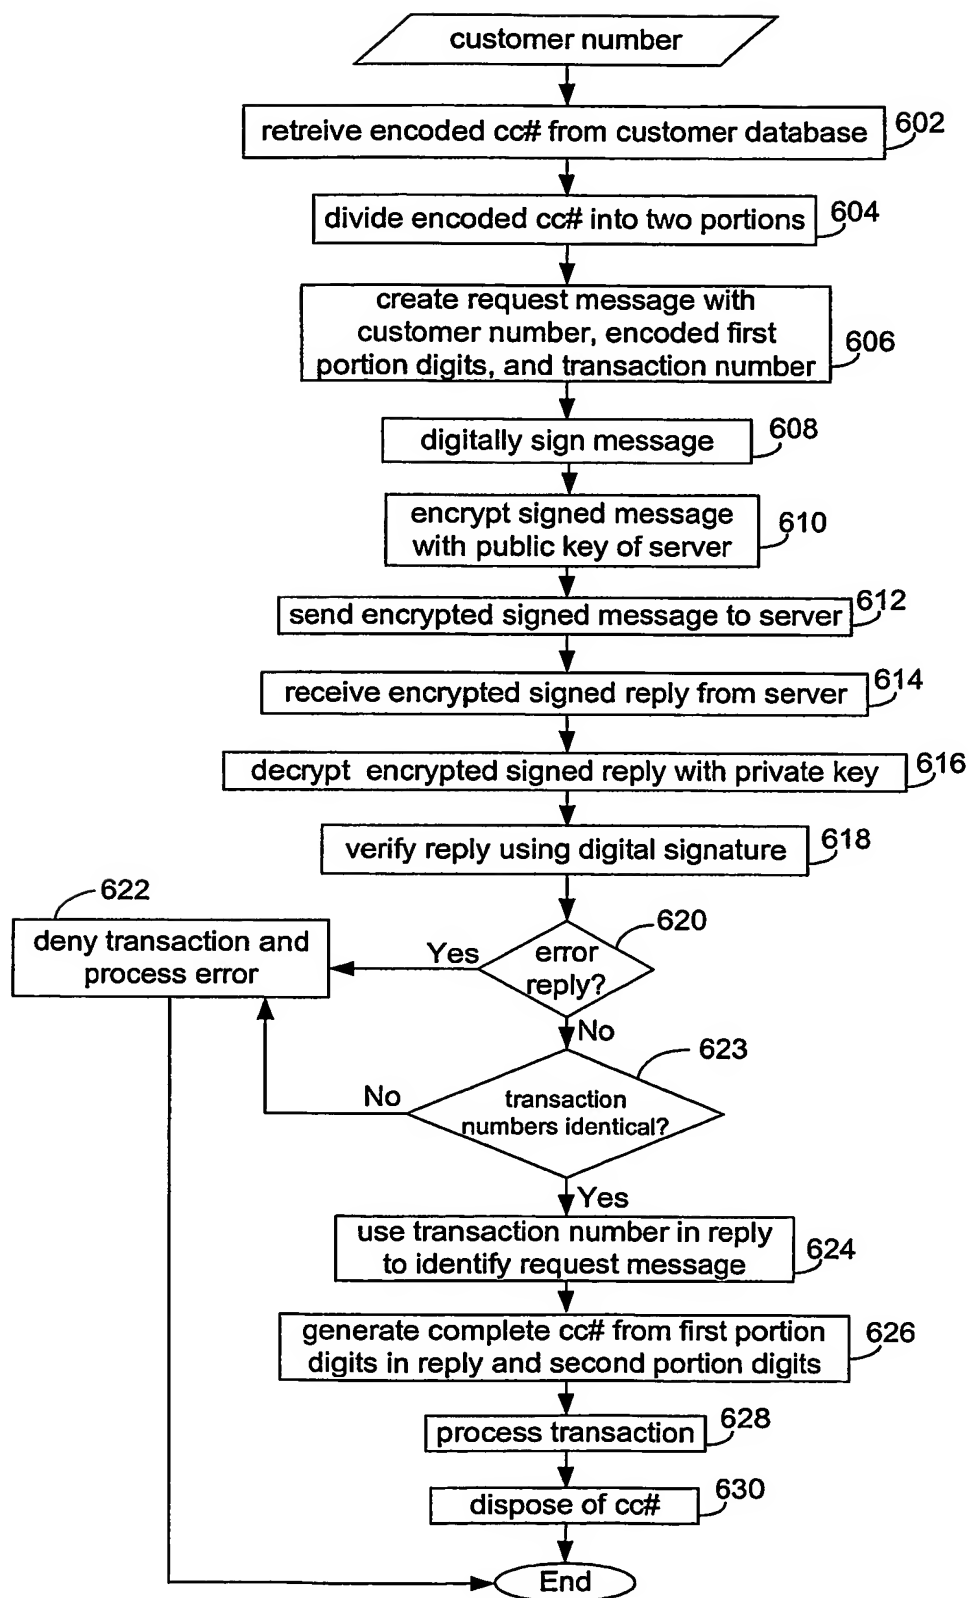 customer number
retreive encoded cc# from customer database
602
divide encoded cc# into two portions
604
create request message with
customer number, encoded first
portion digits, and transaction number
606
digitally sign message
608
encrypt signed message
with public key of server
610
send encrypted signed message to server
612
receive encrypted signed reply from server
614
decrypt encrypted signed reply with private key
616
verify reply using digital signature
618
622
deny transaction and
process error
Yes
error
reply?
620
No
623
No
transaction
numbers identical?
Yes
use transaction number in reply
to identify request message
624
generate complete cc# from first portion
digits in reply and second portion digits
626
process transaction
628
dispose of cc#
630
End